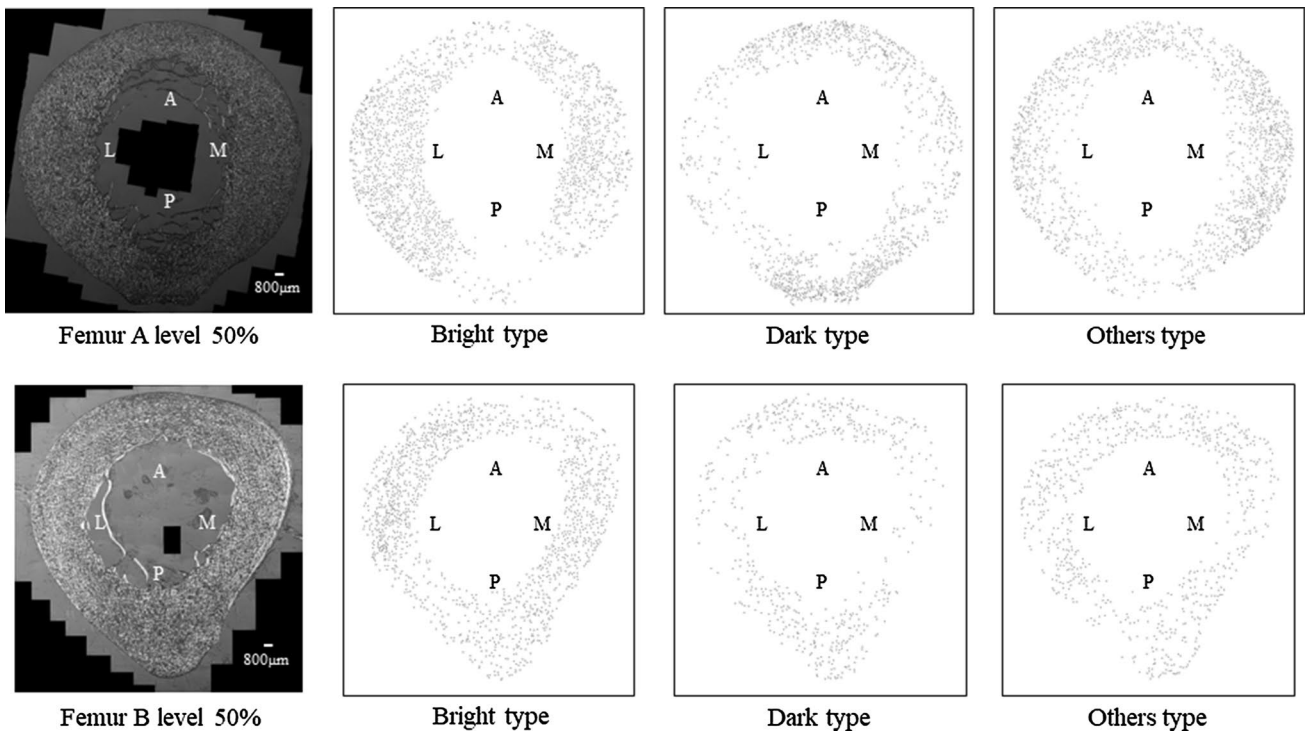 A
L M
P
800μm
A
L M
P
A
L M
P
A
L M
P
Femur A level 50%
Bright type
Dark type
Others type
A
L M
P
800μm
A
L M
P
A
L M
P
A
L M
P
Femur B level 50%
Bright type
Dark type
Others type